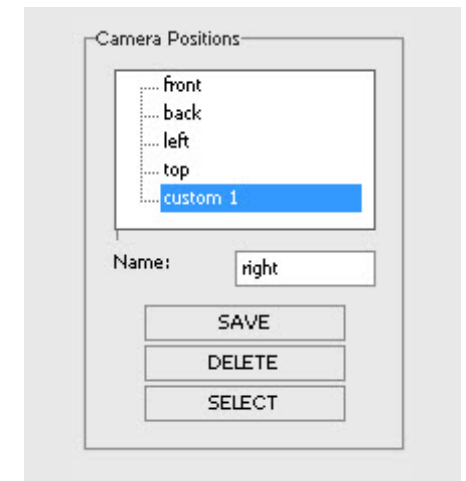 Camera Positions
front
back
left
top
custom 1
Name: right
SAVE
DELETE
SELECT